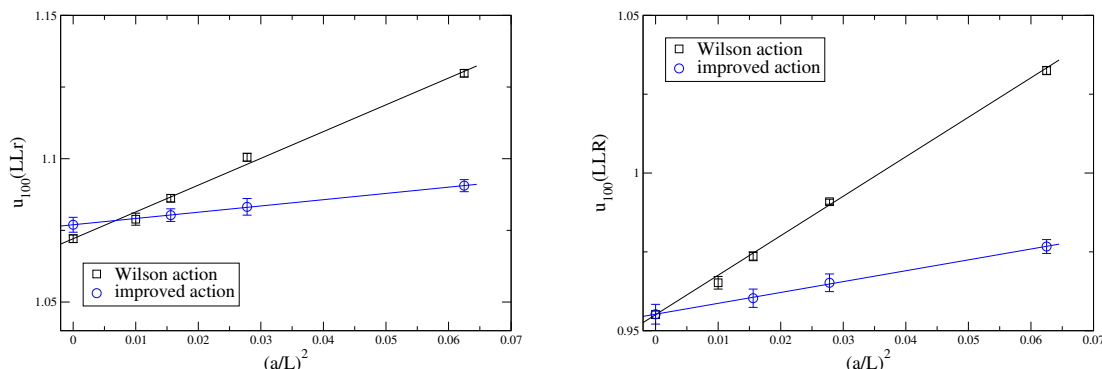 1.15
1.1
1.05
u100(LLr)
Wilson action
improved action
0 0.01 0.02 0.03 0.04 0.05 0.06 0.07
(a/L)2
1.05
1
0.95
u100(LLR)
Wilson action
improved action
0 0.01 0.02 0.03 0.04 0.05 0.06 0.07
(a/L)2